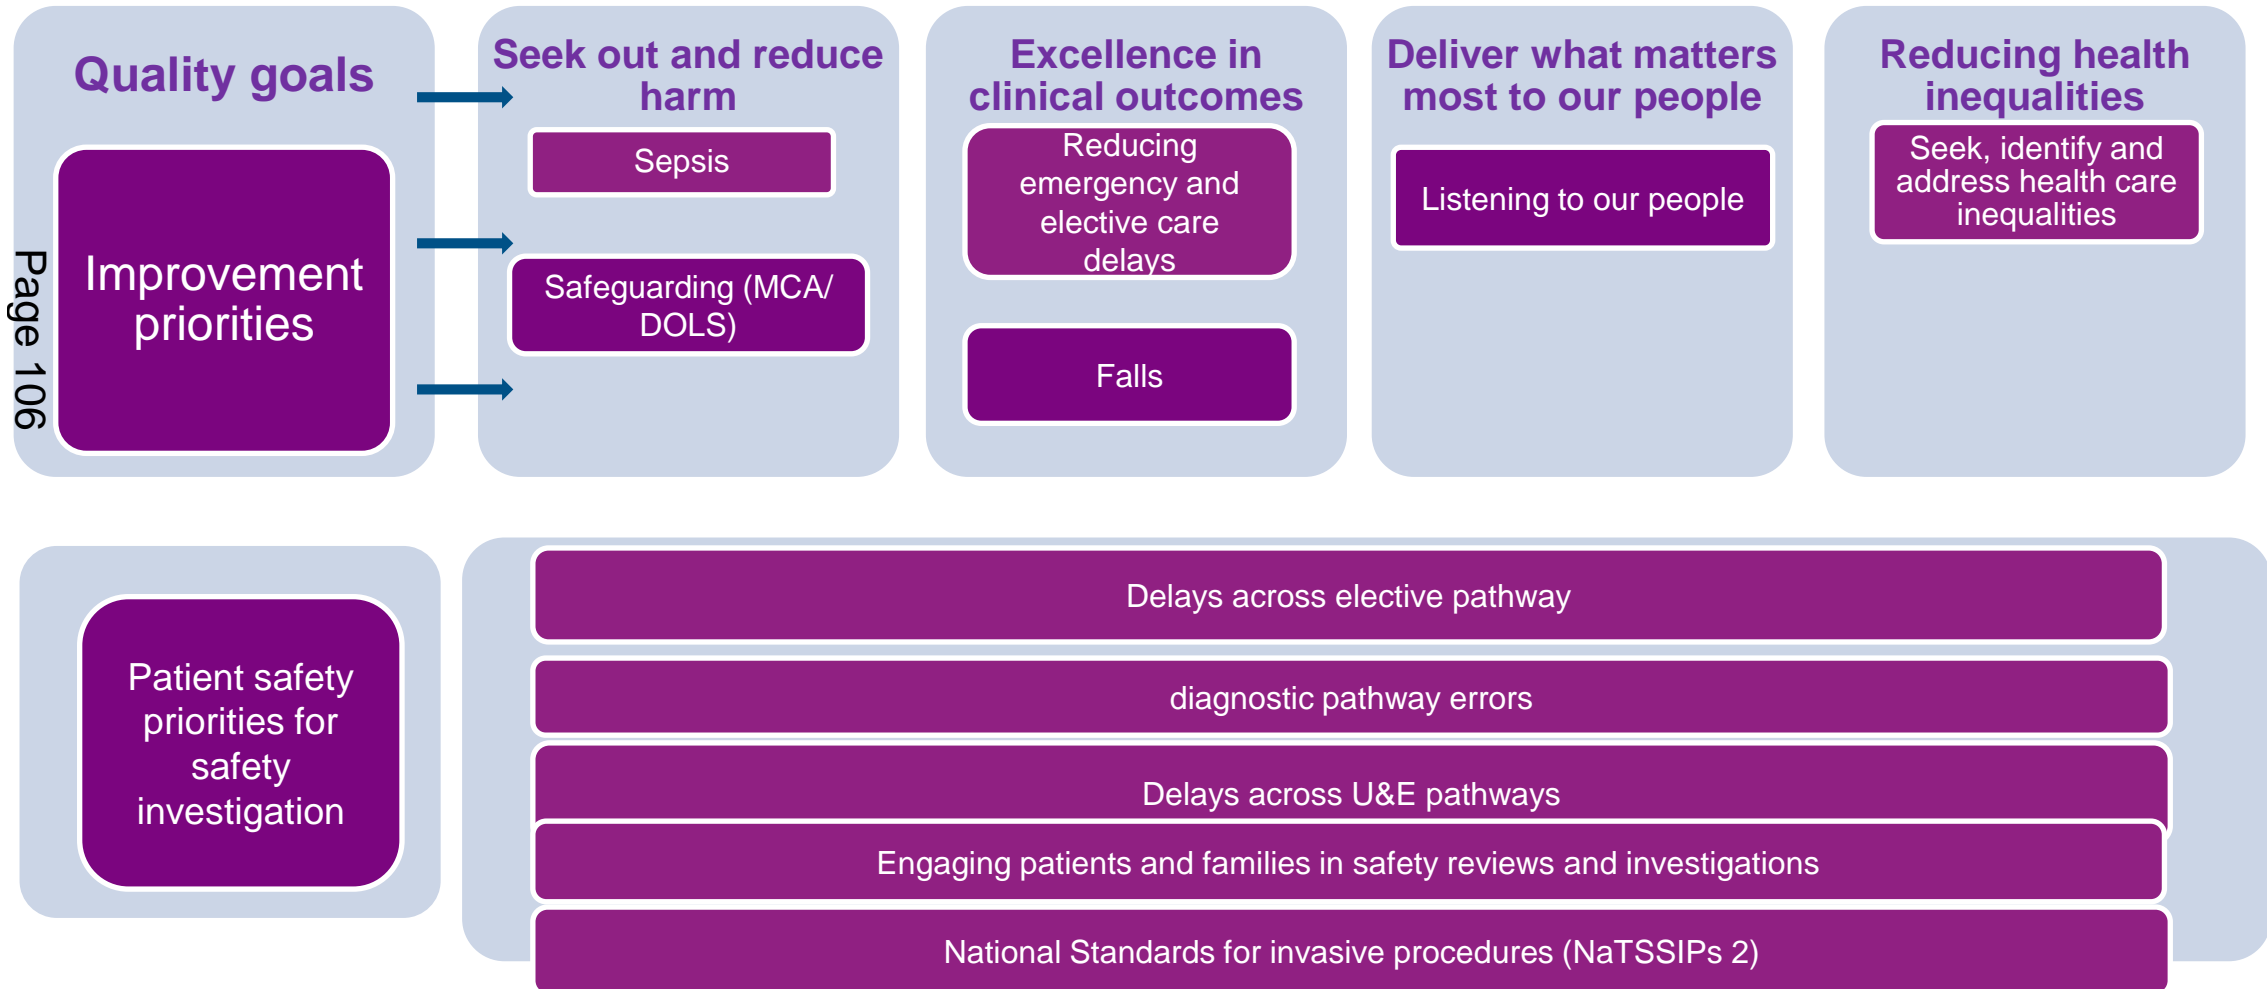 Quality goals
Improvement
priorities
Page 106
Seek out and reduce
harm
Sepsis
Safeguarding (MCA/
DOLS)
Excellence in
clinical outcomes
Reducing
emergency and
elective care
delays
Falls
Deliver what matters
most to our people
Listening to our people
Reducing health
inequalities
Seek, identify and
address health care
inequalities
Patient safety
priorities for
safety
investigation
Delays across elective pathway
diagnostic pathway errors
Delays across U&E pathways
Engaging patients and families in safety reviews and investigations
National Standards for invasive procedures (NaTSSIPs 2)